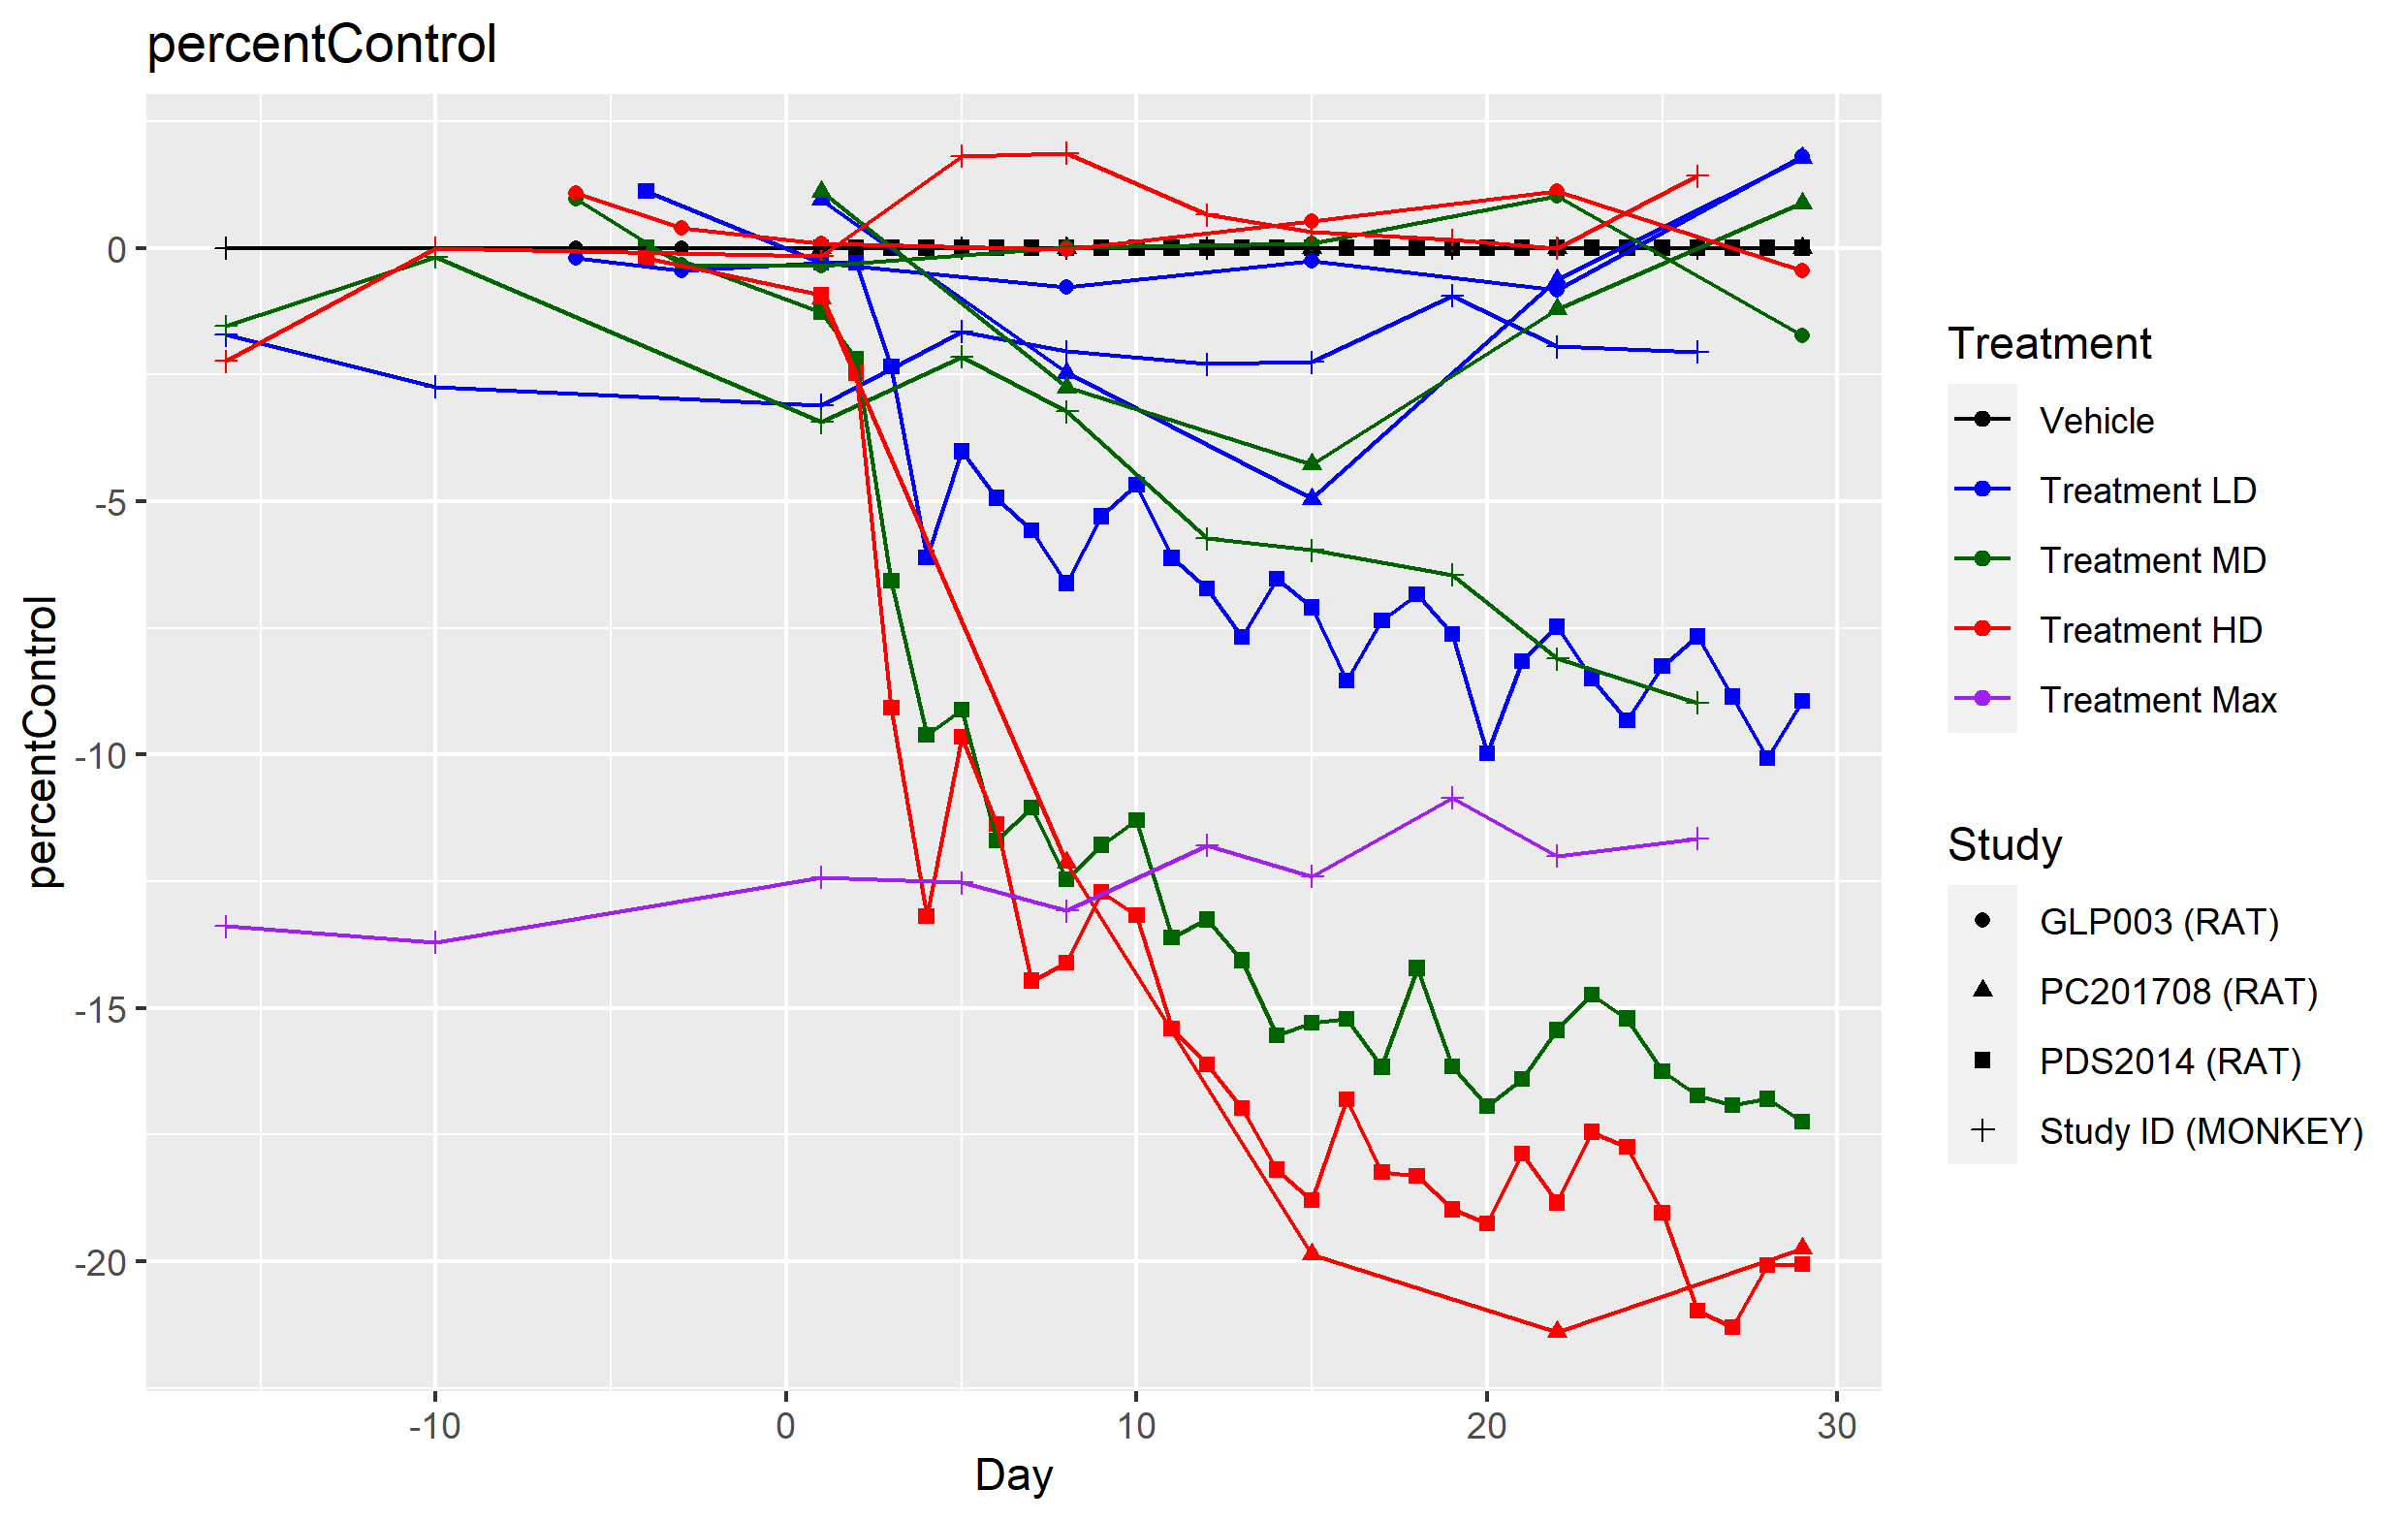 percentControl
percentControl
0
-5
-10
-15
-20
-10
0
10
20
30
Day
Treatment
Vehicle
Treatment LD
Treatment MD
Treatment HD
Treatment Max
Study
GLP003 (RAT)
PC201708 (RAT)
PDS2014 (RAT)
Study ID (MONKEY)